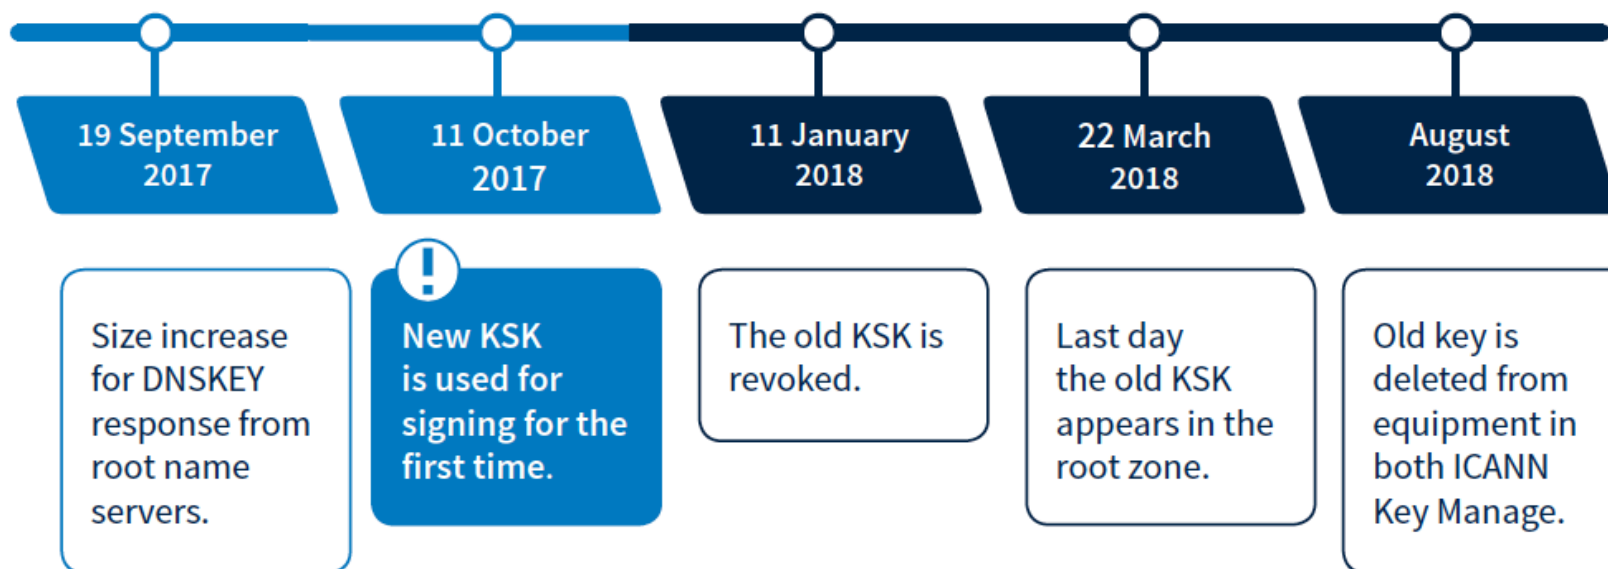 19 September
2017
11 October
2017
11 January
2018
22 March
2018
August
2018
Size increase
for DNSKEY
response from
root name
servers.
!
New KSK
is used for
signing for the
first time.
The old KSK is
revoked.
Last day
the old KSK
appears in the
root zone.
Old key is
deleted from
equipment in
both ICANN
Key Manage.